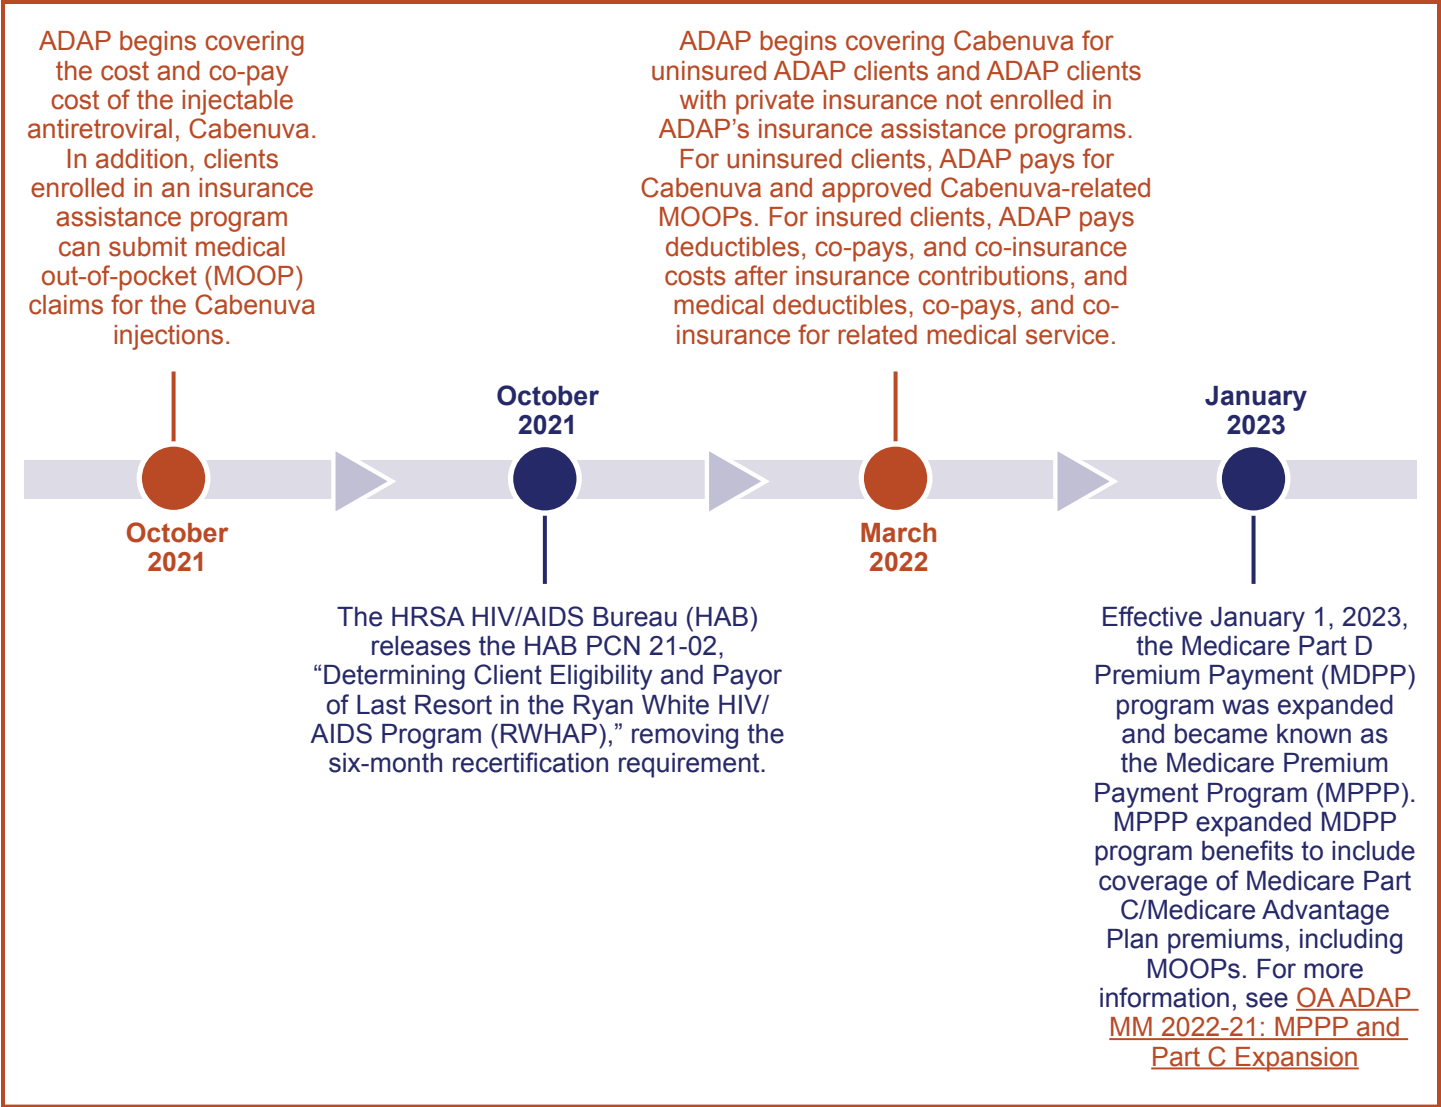 ADAP begins covering
the cost and co-pay
cost of the injectable
antiretroviral, Cabenuva.
In addition, clients
enrolled in an insurance
assistance program
can submit medical
out-of-pocket (MOOP)
claims for the Cabenuva
injections.
October
2021
October
2021
The HRSA HIV/AIDS Bureau (HAB)
releases the HAB PCN 21-02,
“Determining Client Eligibility and Payor
of Last Resort in the Ryan White HIV/
AIDS Program (RWHAP),” removing the
six-month recertification requirement.
ADAP begins covering Cabenuva for
uninsured ADAP clients and ADAP clients
with private insurance not enrolled in
ADAP’s insurance assistance programs.
For uninsured clients, ADAP pays for
Cabenuva and approved Cabenuva-related
MOOPs. For insured clients, ADAP pays
deductibles, co-pays, and co-insurance
costs after insurance contributions, and
medical deductibles, co-pays, and co-
insurance for related medical service.
March
2022
January
2023
Effective January 1, 2023,
the Medicare Part D
Premium Payment (MDPP)
program was expanded
and became known as
the Medicare Premium
Payment Program (MPPP).
MPPP expanded MDPP
program benefits to include
coverage of Medicare Part
C/Medicare Advantage
Plan premiums, including
MOOPs. For more
information, see OA ADAP
MM 2022-21: MPPP and
Part C Expansion